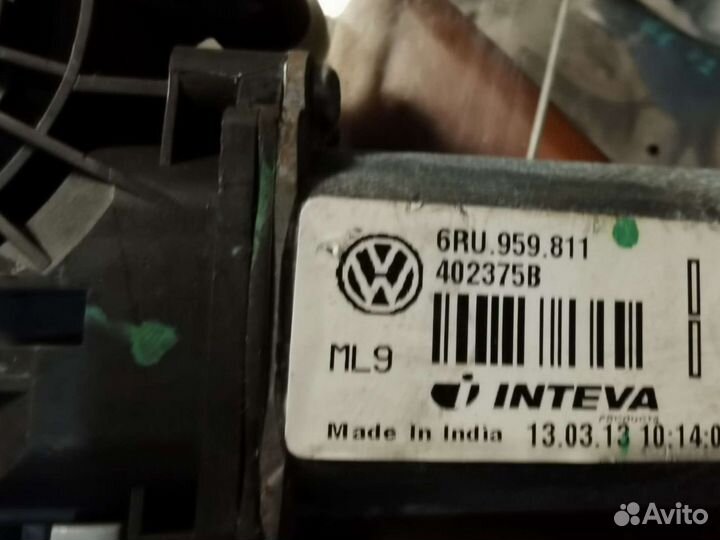 6RU.959.811
402375B
ML9
INTEVA
PRODUCTS
Made In India 13.03.13 10:14:0
Avito